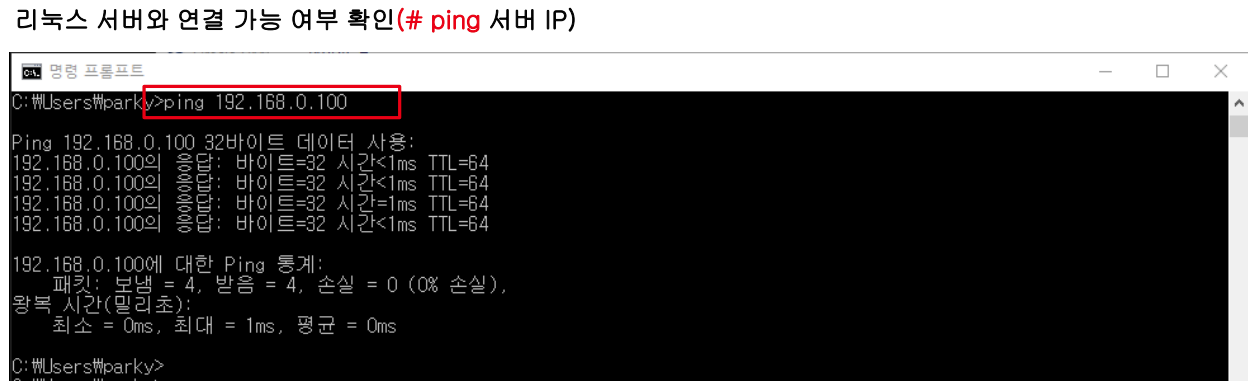 리눅스 서버와 연결 가능 여부 확인(# ping 서버 IP)
명령 프롬프트
C:₩Users₩parky>ping 192.168.0.100
Ping 192.168.0.100 32바이트 데이터 사용:
192.168.0.100의 응답: 바이트=32 시간<1ms TTL=64
192.168.0.100의 응답: 바이트=32 시간<1ms TTL=64
192.168.0.100의 응답: 바이트=32 시간=1ms TTL=64
192.168.0.100의 응답: 바이트=32 시간<1ms TTL=64
192.168.0.100에 대한 Ping 통계:
패킷: 보냄 = 4, 받음 = 4, 손실 = 0 (0% 손실),
왕복 시간(밀리초):
최소 = 0ms, 최대 = 1ms, 평균 = 0ms
C:₩Users₩parky>